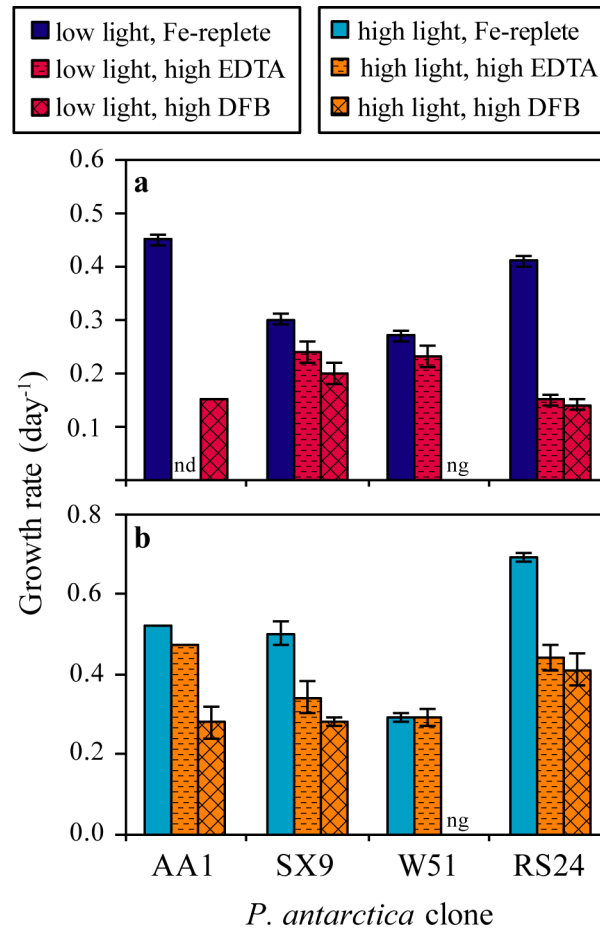 low light, Fe-replete
low light, high EDTA
low light, high DFB
high light, Fe-replete
high light, high EDTA
high light, high DFB
Growth rate (day-1)
a
0.6
0.5
0.4
0.3
0.2
0.1
nd
ng
b
0.8
0.6
0.4
0.2
0.0
ng
AA1 SX9 W51 RS24
P. antarctica clone